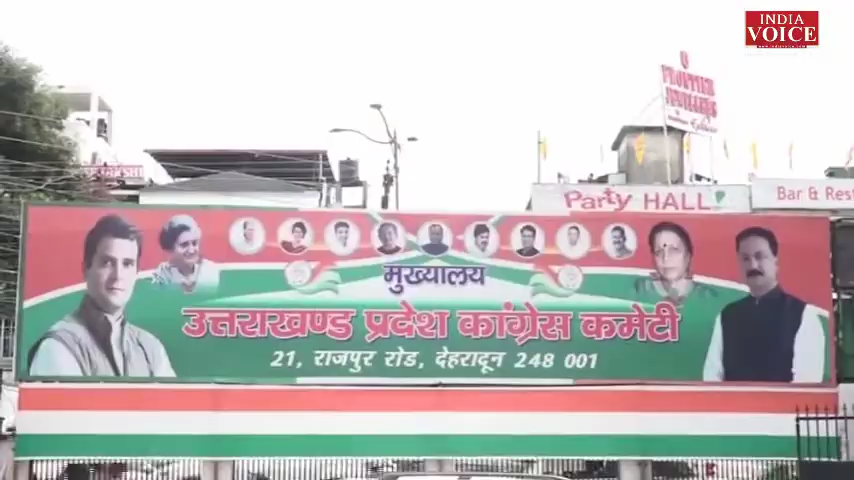 INDIA
VOICE
Party HALL
Bar & Rest
मुख्यालय
उत्तराखण्ड प्रदेश कांग्रेस कमेटी
21, राजपुर रोड, देहरादून 248 001